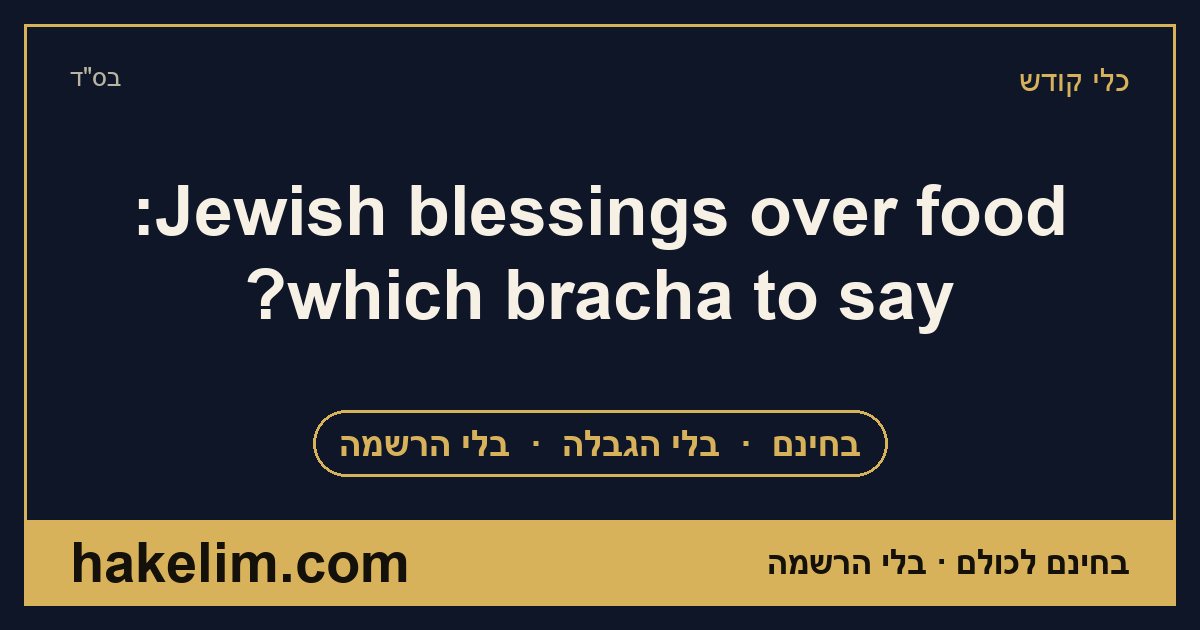 כלי קודש
בס"ד
:Jewish blessings over food
?which bracha to say
בחינם · בלי הגבלה · בלי הרשמה
hakelim.com
בחינם לכולם · בלי הרשמה